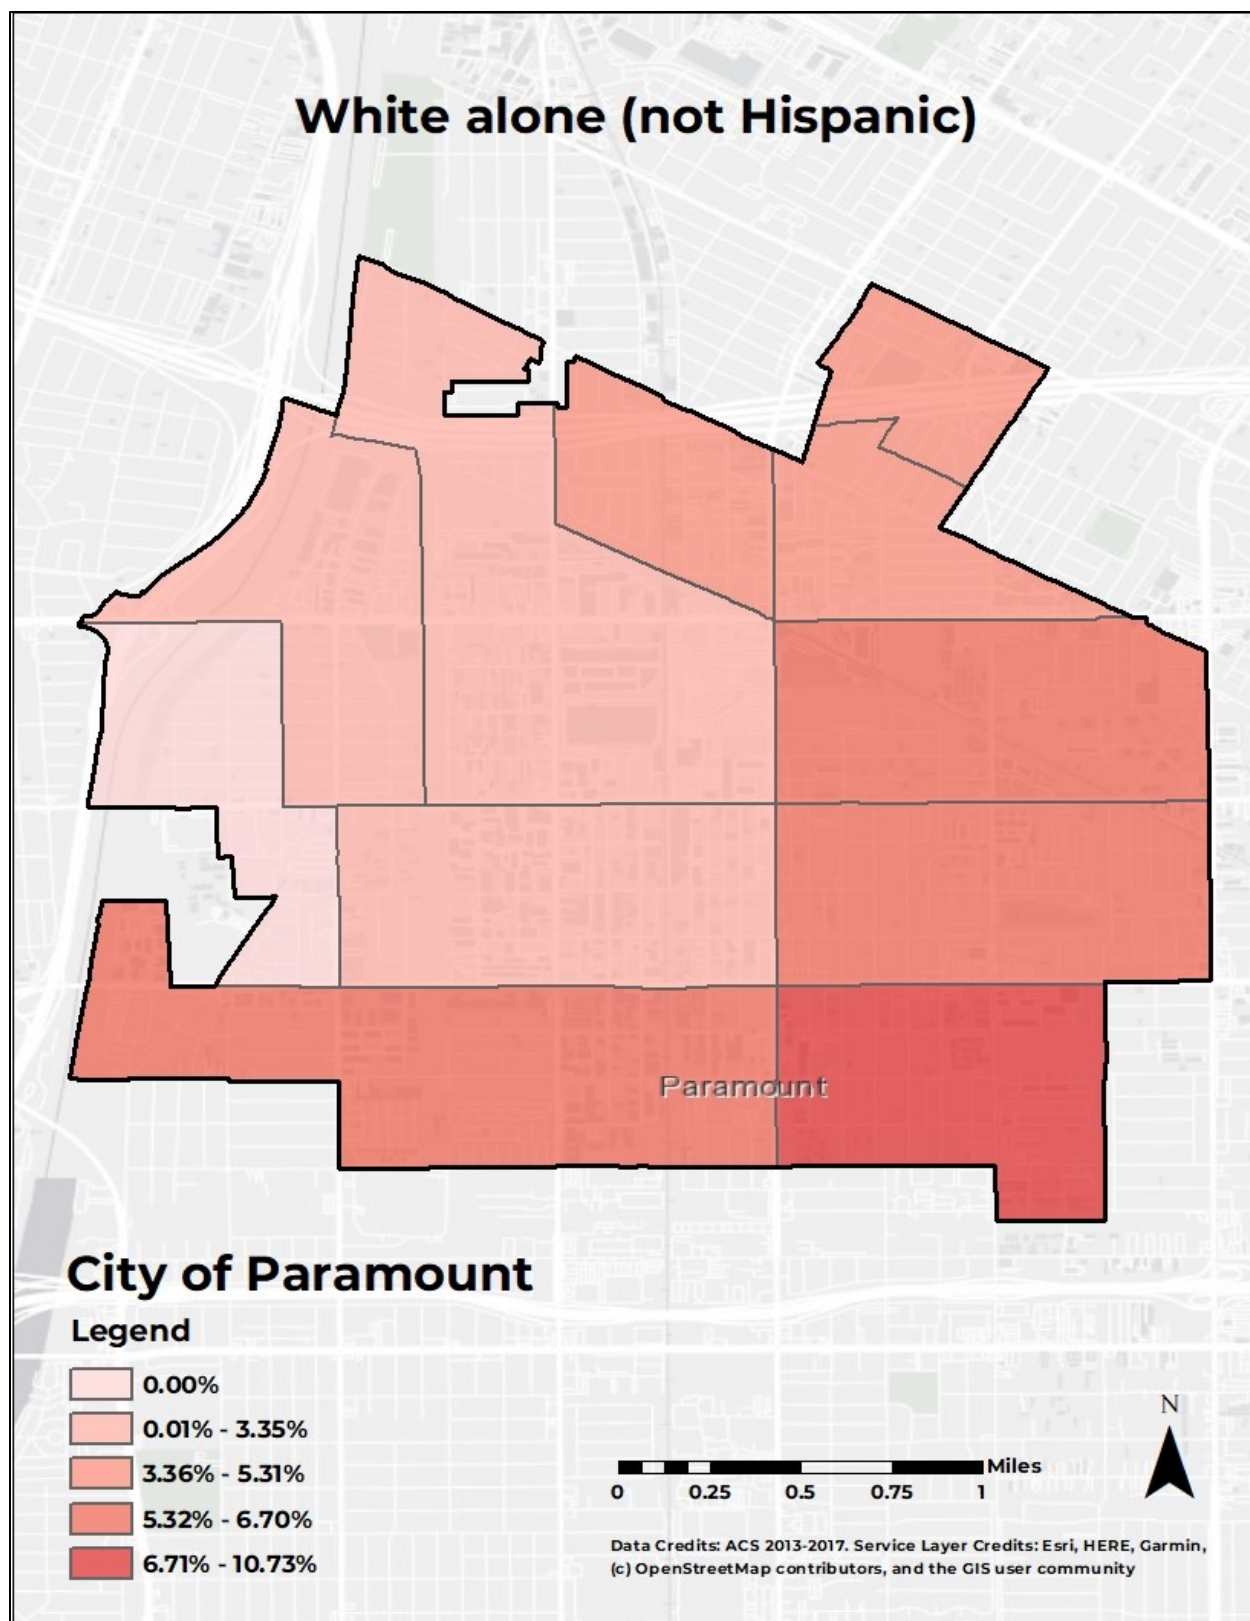 White alone (not Hispanic)
Paramount
City of Paramount
Legend
0.00%
0.01% - 3.35%
3.36% - 5.31%
5.32% - 6.70%
6.71% - 10.73%
N
Miles
0 0.25 0.5 0.75 1
Data Credits: ACS 2013-2017. Service Layer Credits: Esri, HERE, Garmin,
(c) OpenStreetMap contributors, and the GIS user community